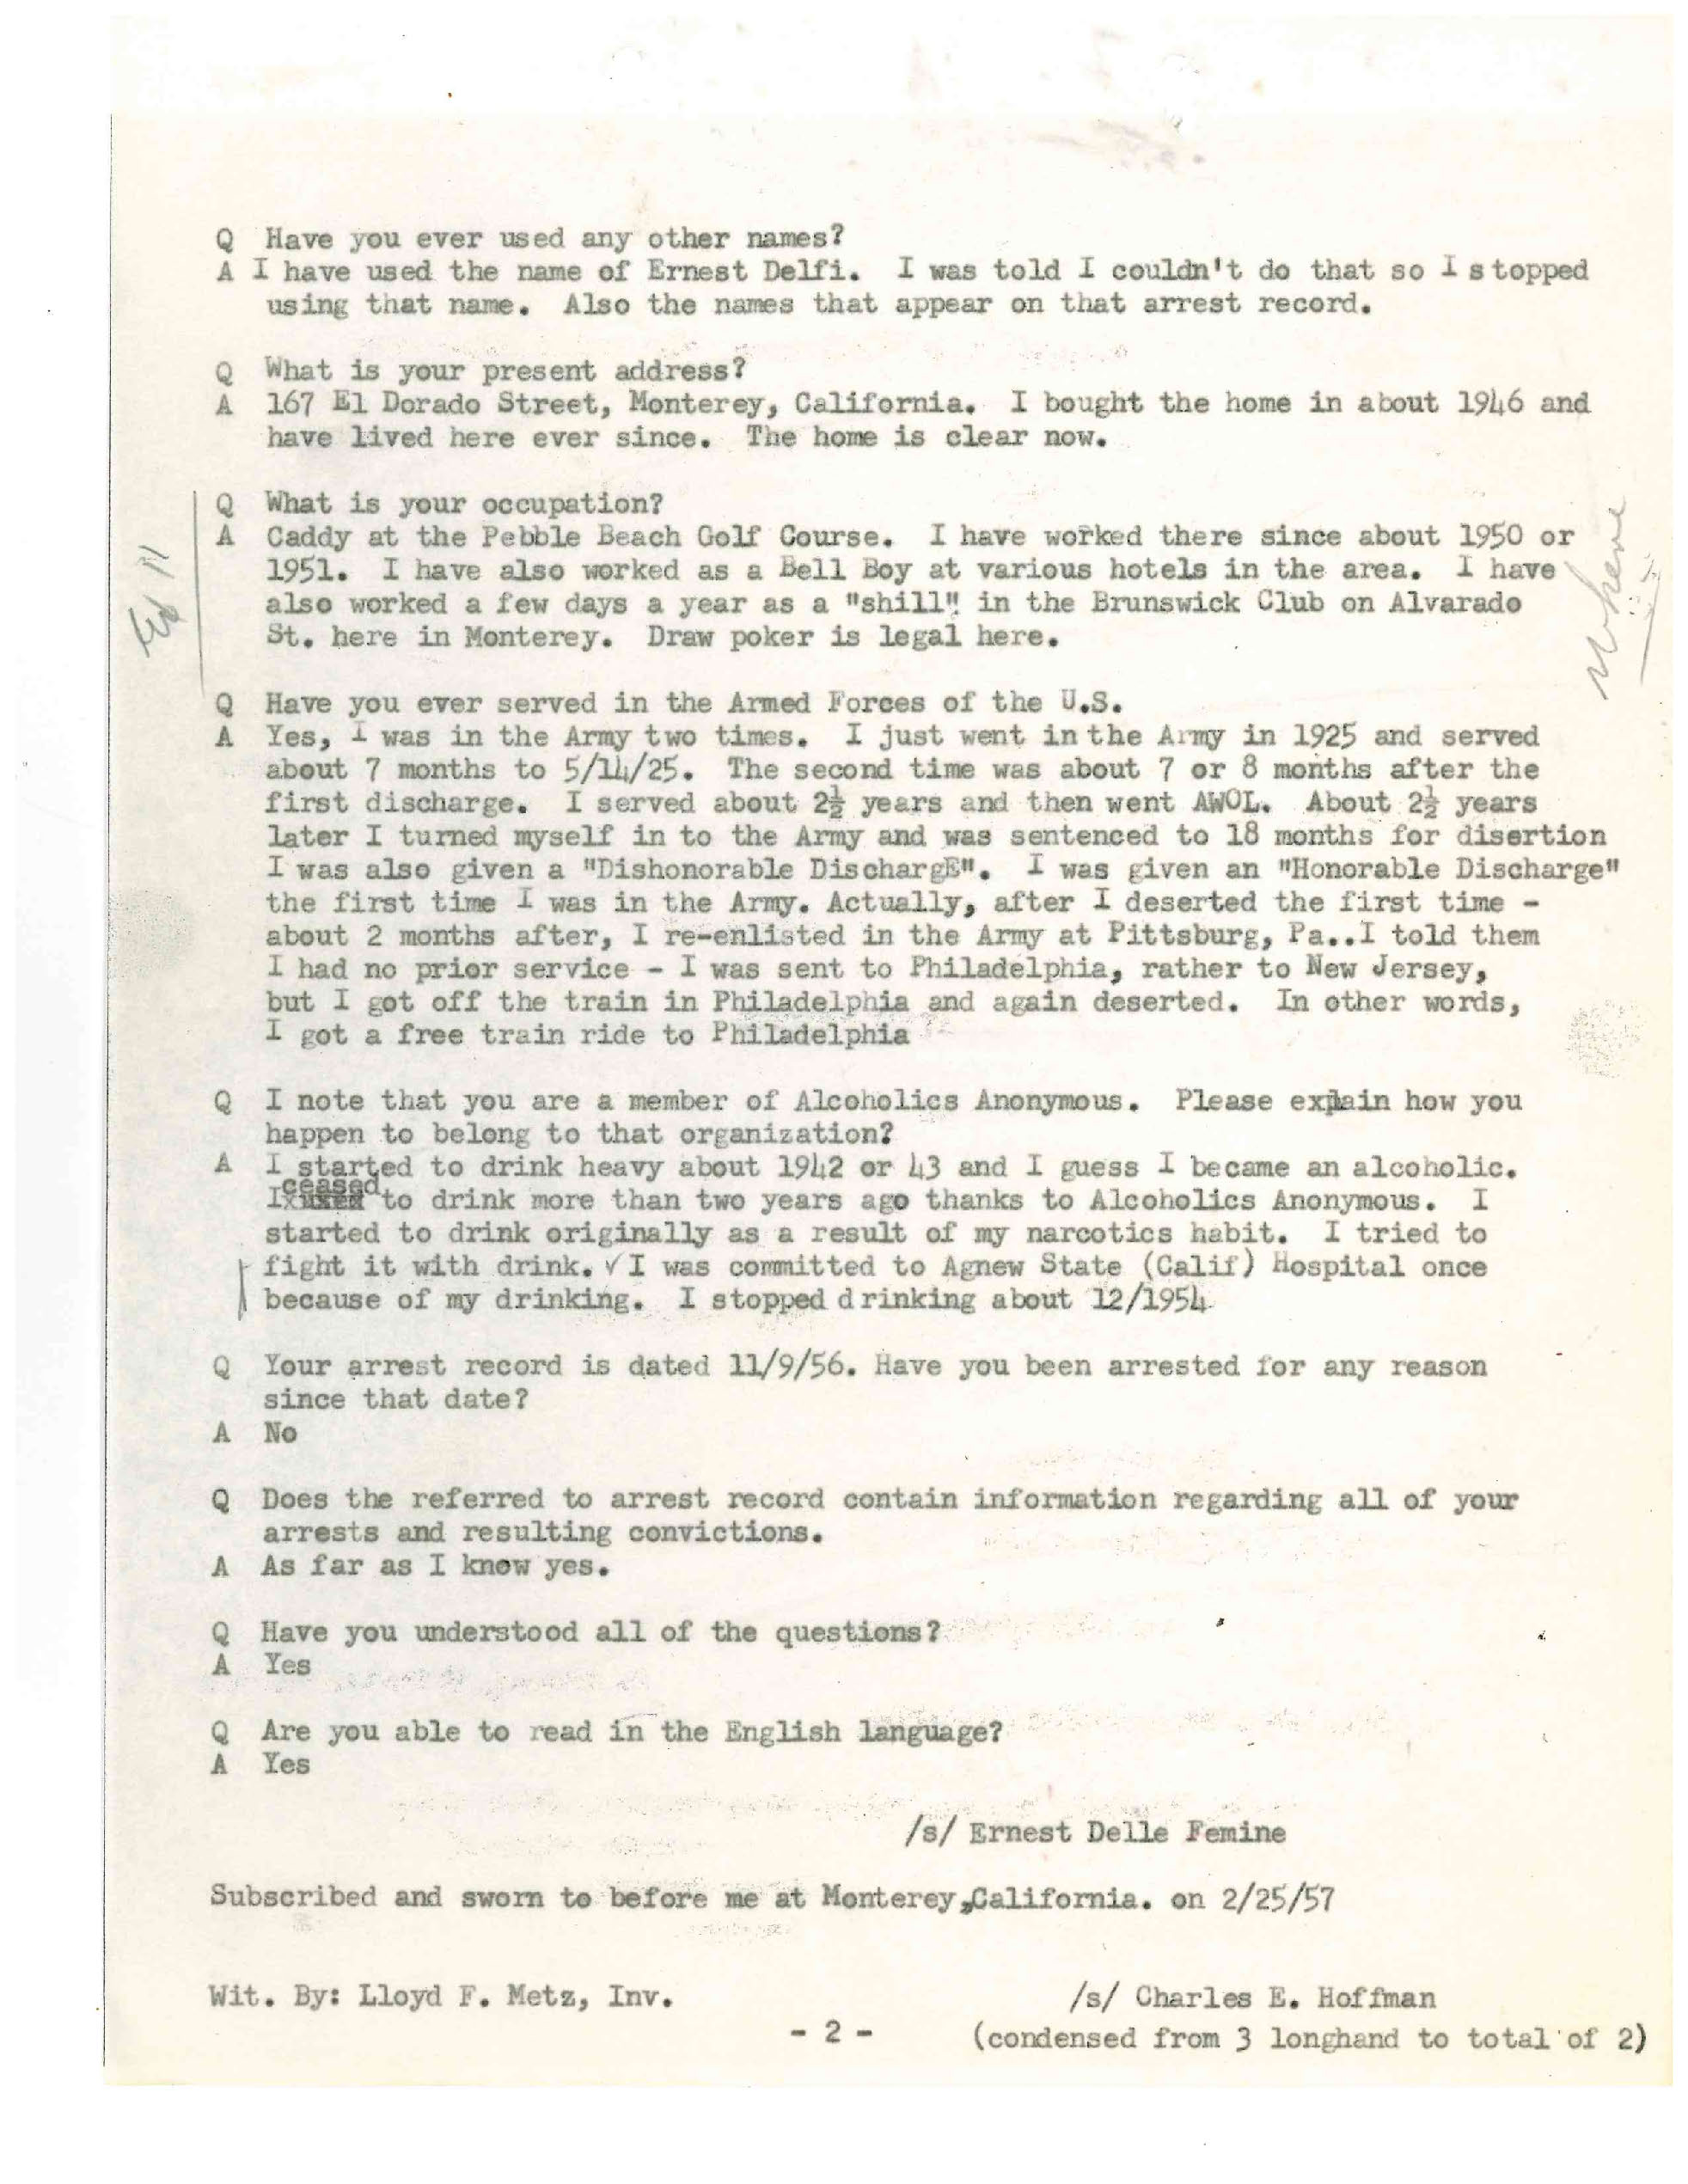 Q Have you ever used any other names?
A I have used the name of Ernest Delfi. I was told I couldn't do that so I stopped
using that name. Also the names that appear on that arrest record.
Q What is your present address?
A 167 El Dorado Street, Monterey, California. I bought the home in about 1946 and
have lived here ever since. The home is clear now.
Q What is your occupation?
A Caddy at the Pebble Beach Golf Course. I have worked there since about 1950 or
1951. I have also worked as a Bell Boy at various hotels in the area. I have
also worked a few days a year as a "shill" in the Brunswick Club on Alvarado
St. here in Monterey. Draw poker is legal here.
where
Q Have you ever served in the Armed Forces of the U.S.
A Yes, I was in the Army two times. I just went in the Army in 1925 and served
about 7 months to 5/14/25. The second time was about 7 or 8 months after the
first discharge. I served about 2½ years and then went AWOL. About 2½ years
later I turned myself in to the Army and was sentenced to 18 months for disertion
I was also given a "Dishonorable DischargE". I was given an "Honorable Discharge"
the first time I was in the Army. Actually, after I deserted the first time -
about 2 months after, I re-enlisted in the Army at Pittsburg, Pa..I told them
I had no prior service - I was sent to Philadelphia, rather to New Jersey,
but I got off the train in Philadelphia and again deserted. In other words,
I got a free train ride to Philadelphia
Q I note that you are a member of Alcoholics Anonymous. Please explain how you
happen to belong to that organization?
A I started to drink heavy about 1942 or 43 and I guess I became an alcoholic.
I ceased to drink more than two years ago thanks to Alcoholics Anonymous. I
started to drink originally as a result of my narcotics habit. I tried to
fight it with drink. ✓ I was committed to Agnew State (Calif) Hospital once
because of my drinking. I stopped drinking about 12/1954
Q Your arrest record is dated 11/9/56. Have you been arrested for any reason
since that date?
A No
Q Does the referred to arrest record contain information regarding all of your
arrests and resulting convictions.
A As far as I know yes.
Q Have you understood all of the questions?
A Yes
Q Are you able to read in the English language?
A Yes
/s/ Ernest Delle Femine
Subscribed and sworn to before me at Monterey,California. on 2/25/57
Wit. By: Lloyd F. Metz, Inv. /s/ Charles E. Hoffman
- 2 - (condensed from 3 longhand to total of 2)